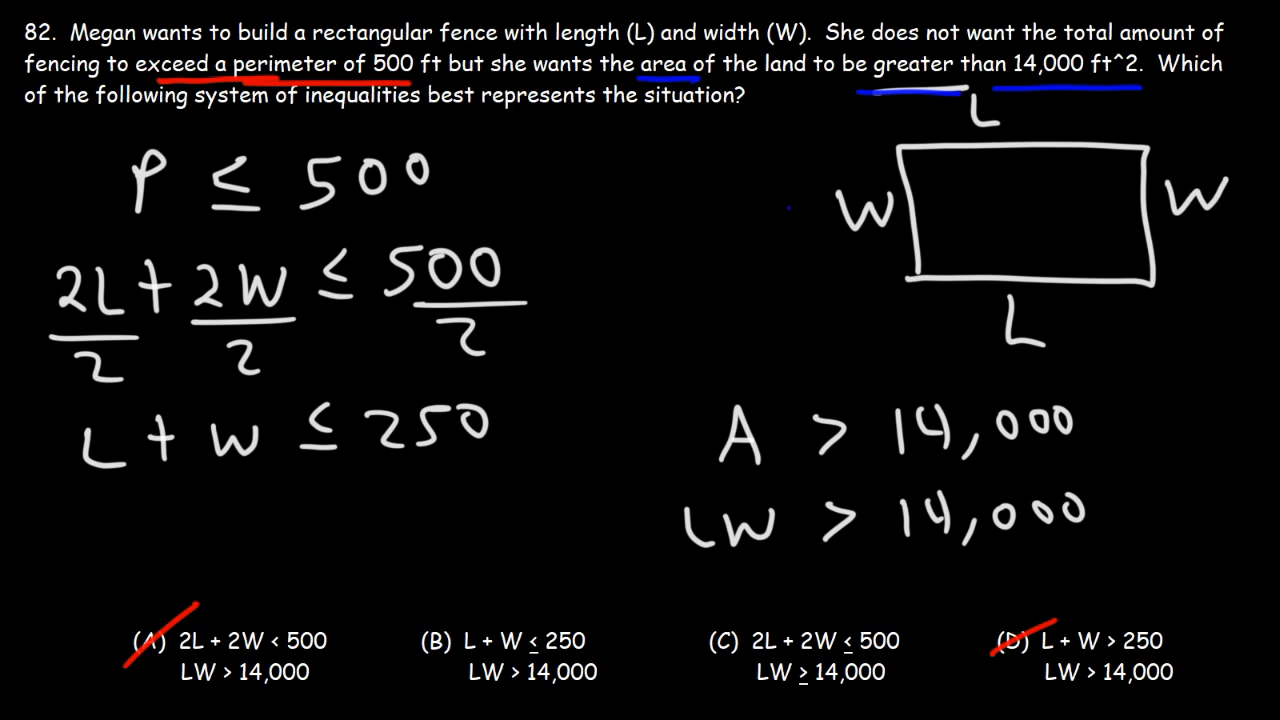 82. Megan wants to build a rectangular fence with length (L) and width (W). She does not want the total amount of
fencing to exceed a perimeter of 500 ft but she wants the area of the land to be greater than 14,000 ft^2. Which
of the following system of inequalities best represents the situation?
L
P ≤ 500
W W
2L + 2W ≤ 500
2 2 2
L
L + W ≤ 250
A > 14,000
LW > 14,000
(A) 2L + 2W < 500 (B) L + W ≤ 250 (C) 2L + 2W ≤ 500 (D) L + W > 250
LW > 14,000 LW > 14,000 LW ≥ 14,000 LW > 14,000